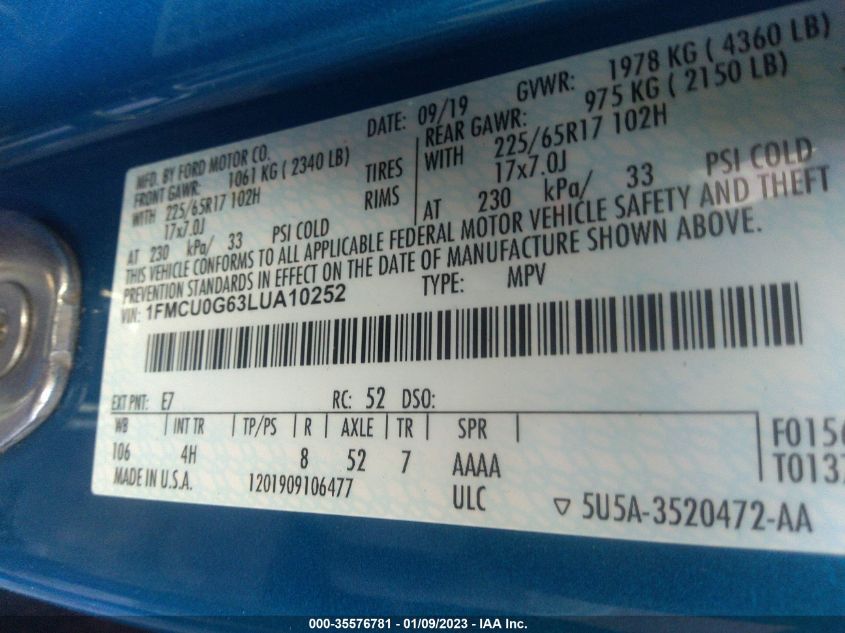 MFD. BY FORD MOTOR CO. DATE: 09/19 GVWR: 1978 KG ( 4360 LB)
FRONT GAWR: 1061 KG ( 2340 LB) REAR GAWR: 975 KG ( 2150 LB)
WITH 225/65R17 102H TIRES WITH 225/65R17 102H
17x7.0J RIMS 17x7.0J
AT 230 kPa/ 33 PSI COLD AT 230 kPa/ 33 PSI COLD
THIS VEHICLE CONFORMS TO ALL APPLICABLE FEDERAL MOTOR VEHICLE SAFETY AND THEFT
PREVENTION STANDARDS IN EFFECT ON THE DATE OF MANUFACTURE SHOWN ABOVE.
VIN: 1FMCU0G63LUA10252 TYPE: MPV
EXT PNT: E7 RC: 52 DSO:
WB INT TR TP/PS R AXLE TR SPR
106 4H 8 52 7 AAAA
F0156
T0137
MADE IN U.S.A. 1201909106477 ULC ▽ 5U5A-3520472-AA
000-35576781 - 01/09/2023 - IAA Inc.